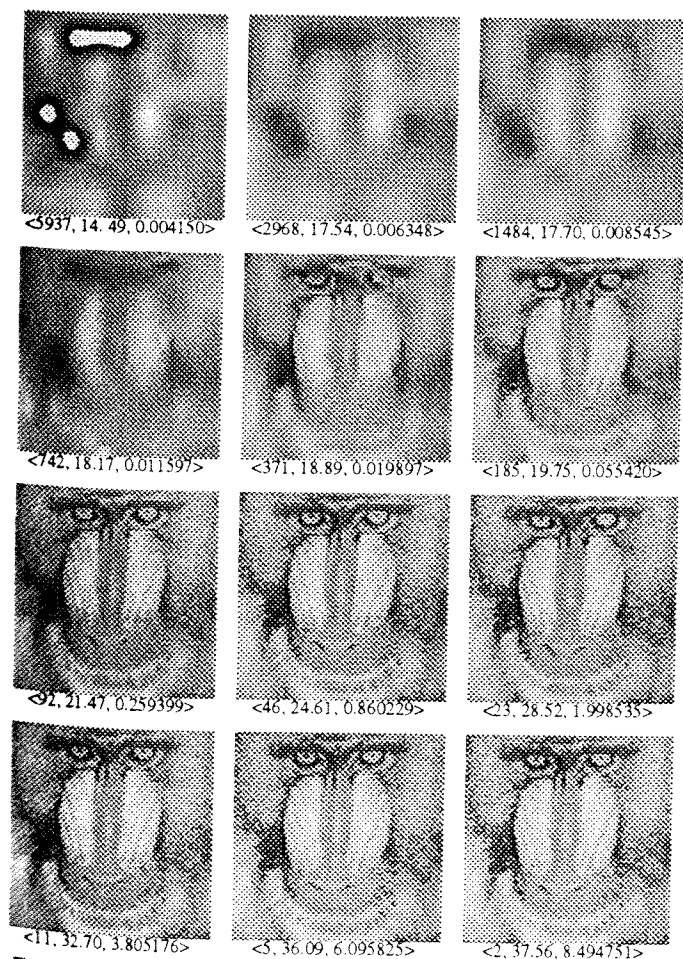 <5937, 14. 49, 0.004150> <2968, 17.54, 0.006348> <1484, 17.70, 0.008545>
<742, 18.17, 0.011597> <371, 18.89, 0.019897> <185, 19.75, 0.055420>
<92, 21.47, 0.259399> <46, 24.61, 0.860229> <23, 28.52, 1.998535>
<11, 32.70, 3.805176> <5, 36.09, 6.095825> <2, 37.56, 8.494751>